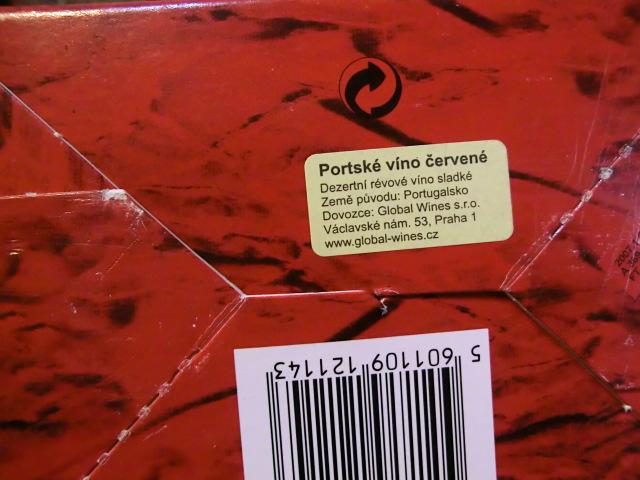 Portské víno červené
Dezertní révové víno sladké
Země původu: Portugalsko
Dovozce: Global Wines s.r.o.
Václavské nám. 53, Praha 1
www.global-wines.cz
5 601109 121143